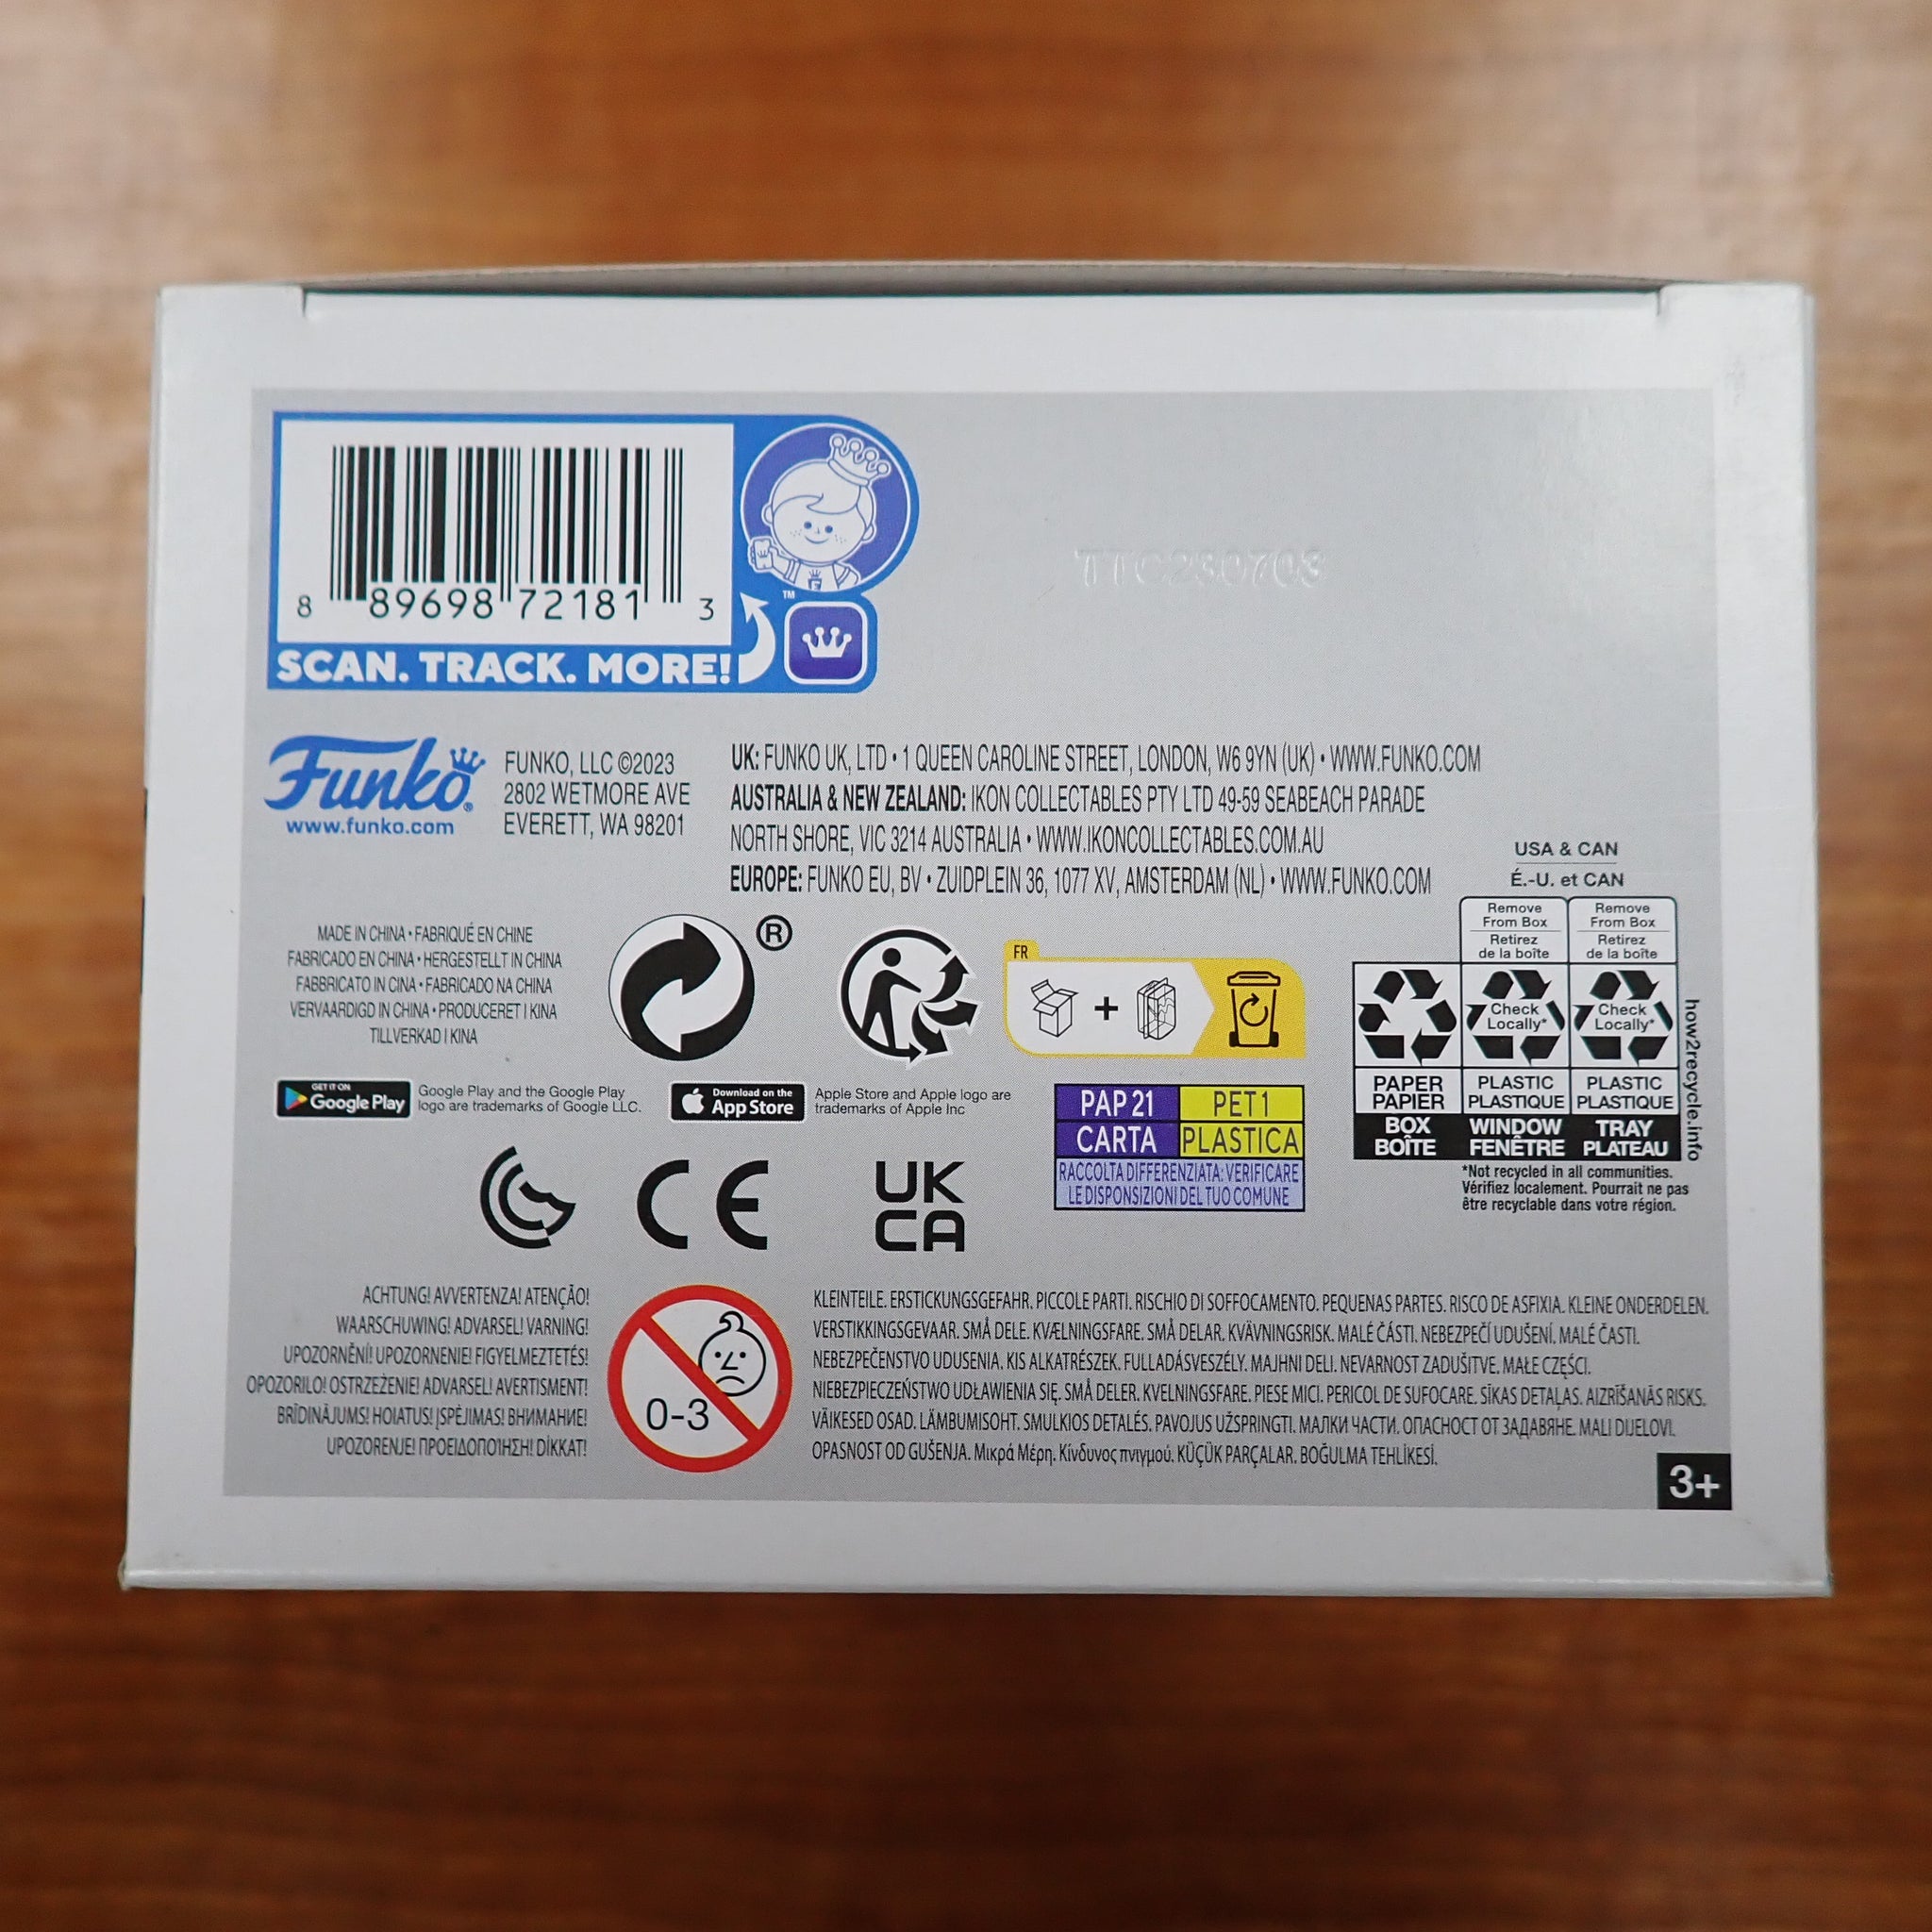 8 89698 72181 3
™
SCAN. TRACK. MORE!
TTC230703
Funko®
www.funko.com
FUNKO, LLC ©2023
2802 WETMORE AVE
EVERETT, WA 98201
UK: FUNKO UK, LTD • 1 QUEEN CAROLINE STREET, LONDON, W6 9YN (UK) • WWW.FUNKO.COM
AUSTRALIA & NEW ZEALAND: IKON COLLECTABLES PTY LTD 49-59 SEABEACH PARADE
NORTH SHORE, VIC 3214 AUSTRALIA • WWW.IKONCOLLECTABLES.COM.AU
EUROPE: FUNKO EU, BV • ZUIDPLEIN 36, 1077 XV, AMSTERDAM (NL) • WWW.FUNKO.COM
MADE IN CHINA • FABRIQUÉ EN CHINE
FABRICADO EN CHINA • HERGESTELLT IN CHINA
FABBRICATO IN CINA • FABRICADO NA CHINA
VERVAARDIGD IN CHINA • PRODUCERET I KINA
TILLVERKAD I KINA
®
FR
USA & CAN
É.-U. et CAN
Remove
From Box
Retirez
de la boîte
Remove
From Box
Retirez
de la boîte
Check
Locally*
Check
Locally*
PAPER
PAPIER
PLASTIC
PLASTIQUE
PLASTIC
PLASTIQUE
BOX
BOÎTE
WINDOW
FENÊTRE
TRAY
PLATEAU
how2recycle.info
*Not recycled in all communities.
Vérifiez localement. Pourrait ne pas
être recyclable dans votre région.
GET IT ON
Google Play
Google Play and the Google Play
logo are trademarks of Google LLC.
Download on the
App Store
Apple Store and Apple logo are
trademarks of Apple Inc
PAP 21
PET 1
CARTA
PLASTICA
RACCOLTA DIFFERENZIATA: VERIFICARE
LE DISPONSIZIONI DEL TUO COMUNE
CE
UK
CA
ACHTUNG! AVVERTENZA! ATENÇÃO!
WAARSCHUWING! ADVARSEL! VARNING!
UPOZORNĚNÍ! UPOZORNENIE! FIGYELMEZTETÉS!
OPOZORILO! OSTRZEŻENIE! ADVARSEL! AVERTISMENT!
BRĪDINĀJUMS! HOIATUS! ĮSPĖJIMAS! ВНИМАНИЕ!
UPOZORENJE! ΠΡΟΕΙΔΟΠΟΊΗΣΗ! DİKKAT!
0-3
KLEINTEILE. ERSTICKUNGSGEFAHR. PICCOLE PARTI. RISCHIO DI SOFFOCAMENTO. PEQUENAS PARTES. RISCO DE ASFIXIA. KLEINE ONDERDELEN.
VERSTIKKINGSGEVAAR. SMÅ DELE. KVÆLNINGSFARE. SMÅ DELAR. KVÄVNINGSRISK. MALÉ ČÁSTI. NEBEZPEČÍ UDUŠENÍ. MALÉ ČASTI.
NEBEZPEČENSTVO UDUSENIA. KIS ALKATRÉSZEK. FULLADÁSVESZÉLY. MAJHNI DELI. NEVARNOST ZADUŠITVE. MAŁE CZĘŚCI.
NIEBEZPIECZEŃSTWO UDŁAWIENIA SIĘ. SMÅ DELER. KVELNINGSFARE. PIESE MICI. PERICOL DE SUFOCARE. SĪKAS DETAĻAS. AIZRĪŠANĀS RISKS.
VÄIKESED OSAD. LÄMBUMISOHT. SMULKIOS DETALĖS. PAVOJUS UŽSPRINGTI. МАЛКИ ЧАСТИ. ОПАСНОСТ ОТ ЗАДАВЯНЕ. MALI DIJELOVI.
OPASNOST OD GUŠENJA. Μικρά Μέρη. Κίνδυνος πνιγμού. KÜÇÜK PARÇALAR. BOĞULMA TEHLİKESİ.
3+